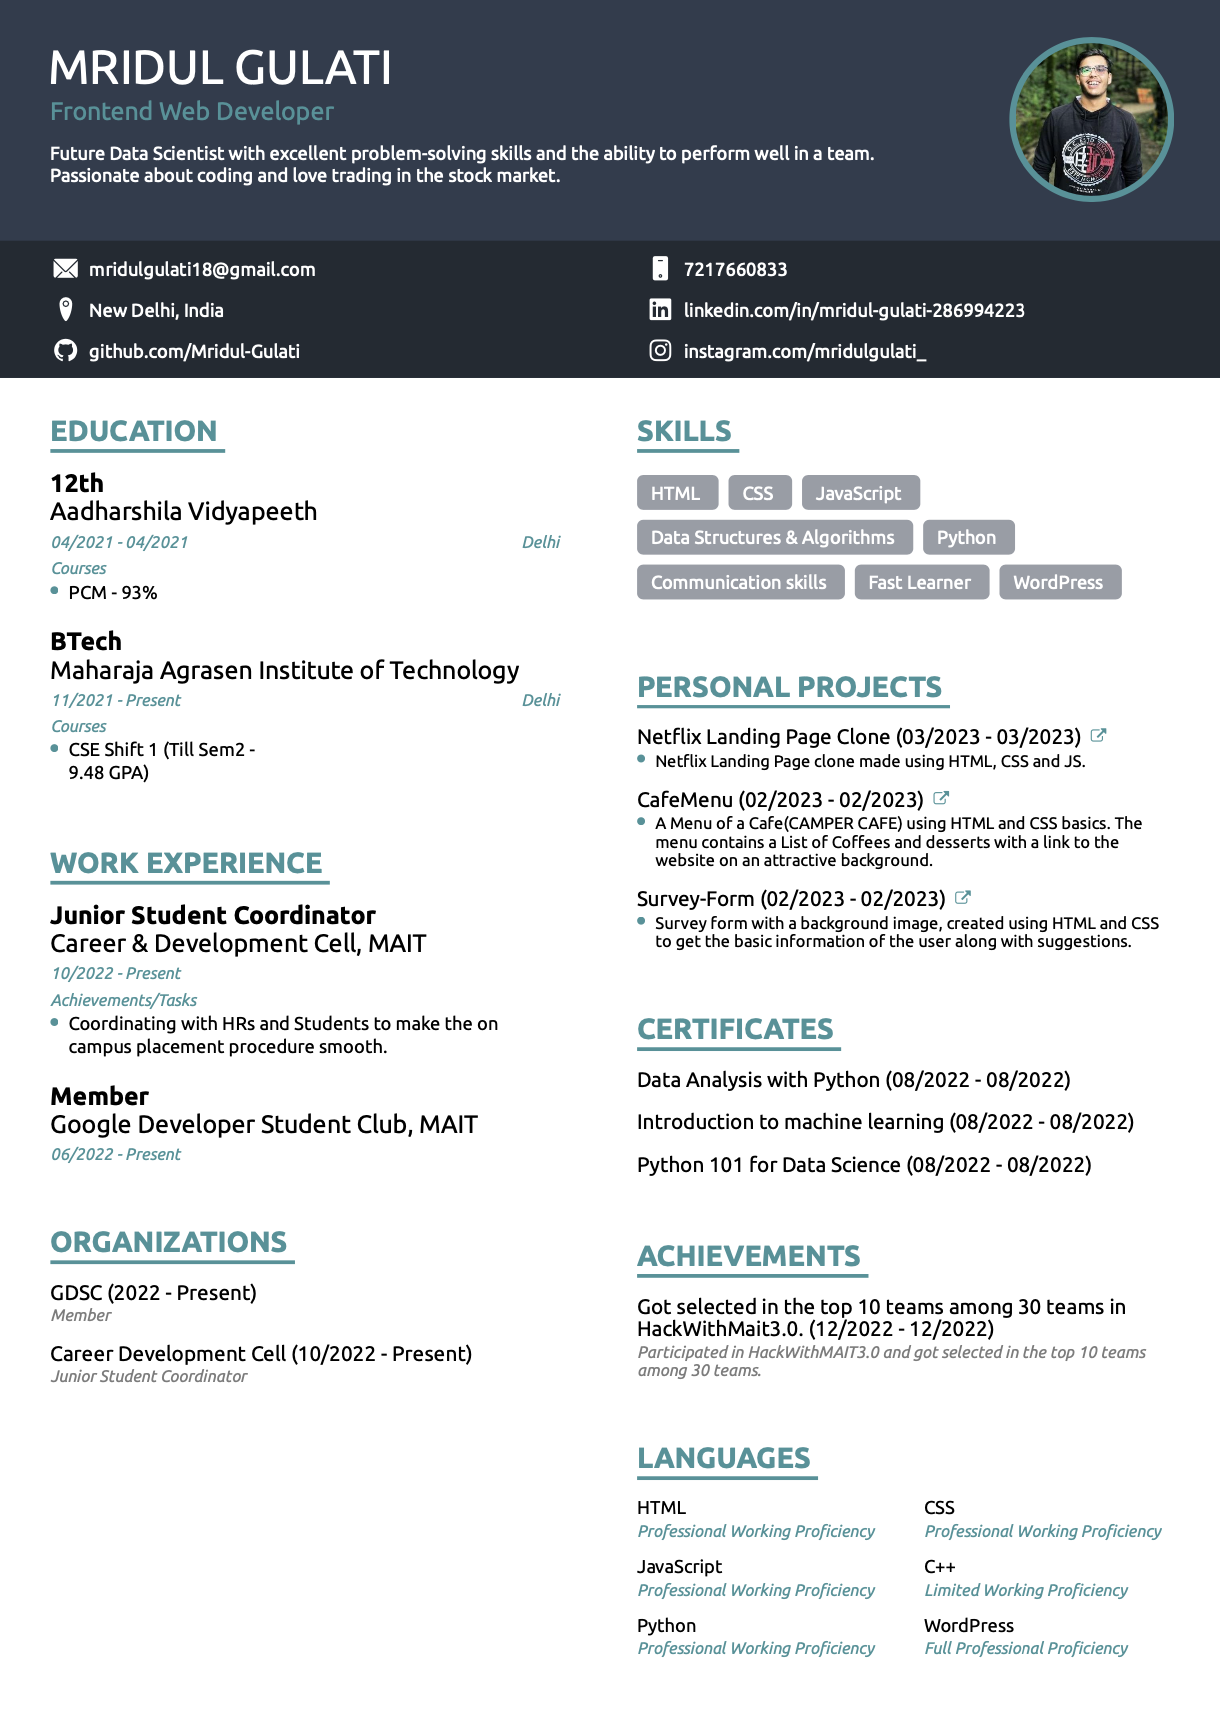 MRIDUL GULATI
Frontend Web Developer
Future Data Scientist with excellent problem-solving skills and the ability to perform well in a team.
Passionate about coding and love trading in the stock market.
mridulgulati18@gmail.com
7217660833
New Delhi, India
linkedin.com/in/mridul-gulati-286994223
github.com/Mridul-Gulati
instagram.com/mridulgulati_
EDUCATION
12th
Aadharshila Vidyapeeth
04/2021 - 04/2021 Delhi
Courses
PCM - 93%
BTech
Maharaja Agrasen Institute of Technology
11/2021 - Present Delhi
Courses
CSE Shift 1 (Till Sem2 -
9.48 GPA)
WORK EXPERIENCE
Junior Student Coordinator
Career & Development Cell, MAIT
10/2022 - Present
Achievements/Tasks
Coordinating with HRs and Students to make the on
campus placement procedure smooth.
Member
Google Developer Student Club, MAIT
06/2022 - Present
ORGANIZATIONS
GDSC (2022 - Present)
Member
Career Development Cell (10/2022 - Present)
Junior Student Coordinator
SKILLS
HTML CSS JavaScript
Data Structures & Algorithms Python
Communication skills Fast Learner WordPress
PERSONAL PROJECTS
Netflix Landing Page Clone (03/2023 - 03/2023)
Netflix Landing Page clone made using HTML, CSS and JS.
CafeMenu (02/2023 - 02/2023)
A Menu of a Cafe(CAMPER CAFE) using HTML and CSS basics. The
menu contains a List of Coffees and desserts with a link to the
website on an attractive background.
Survey-Form (02/2023 - 02/2023)
Survey form with a background image, created using HTML and CSS
to get the basic information of the user along with suggestions.
CERTIFICATES
Data Analysis with Python (08/2022 - 08/2022)
Introduction to machine learning (08/2022 - 08/2022)
Python 101 for Data Science (08/2022 - 08/2022)
ACHIEVEMENTS
Got selected in the top 10 teams among 30 teams in
HackWithMait3.0. (12/2022 - 12/2022)
Participated in HackWithMAIT3.0 and got selected in the top 10 teams
among 30 teams.
LANGUAGES
HTML CSS
Professional Working Proficiency Professional Working Proficiency
JavaScript C++
Professional Working Proficiency Limited Working Proficiency
Python WordPress
Professional Working Proficiency Full Professional Proficiency